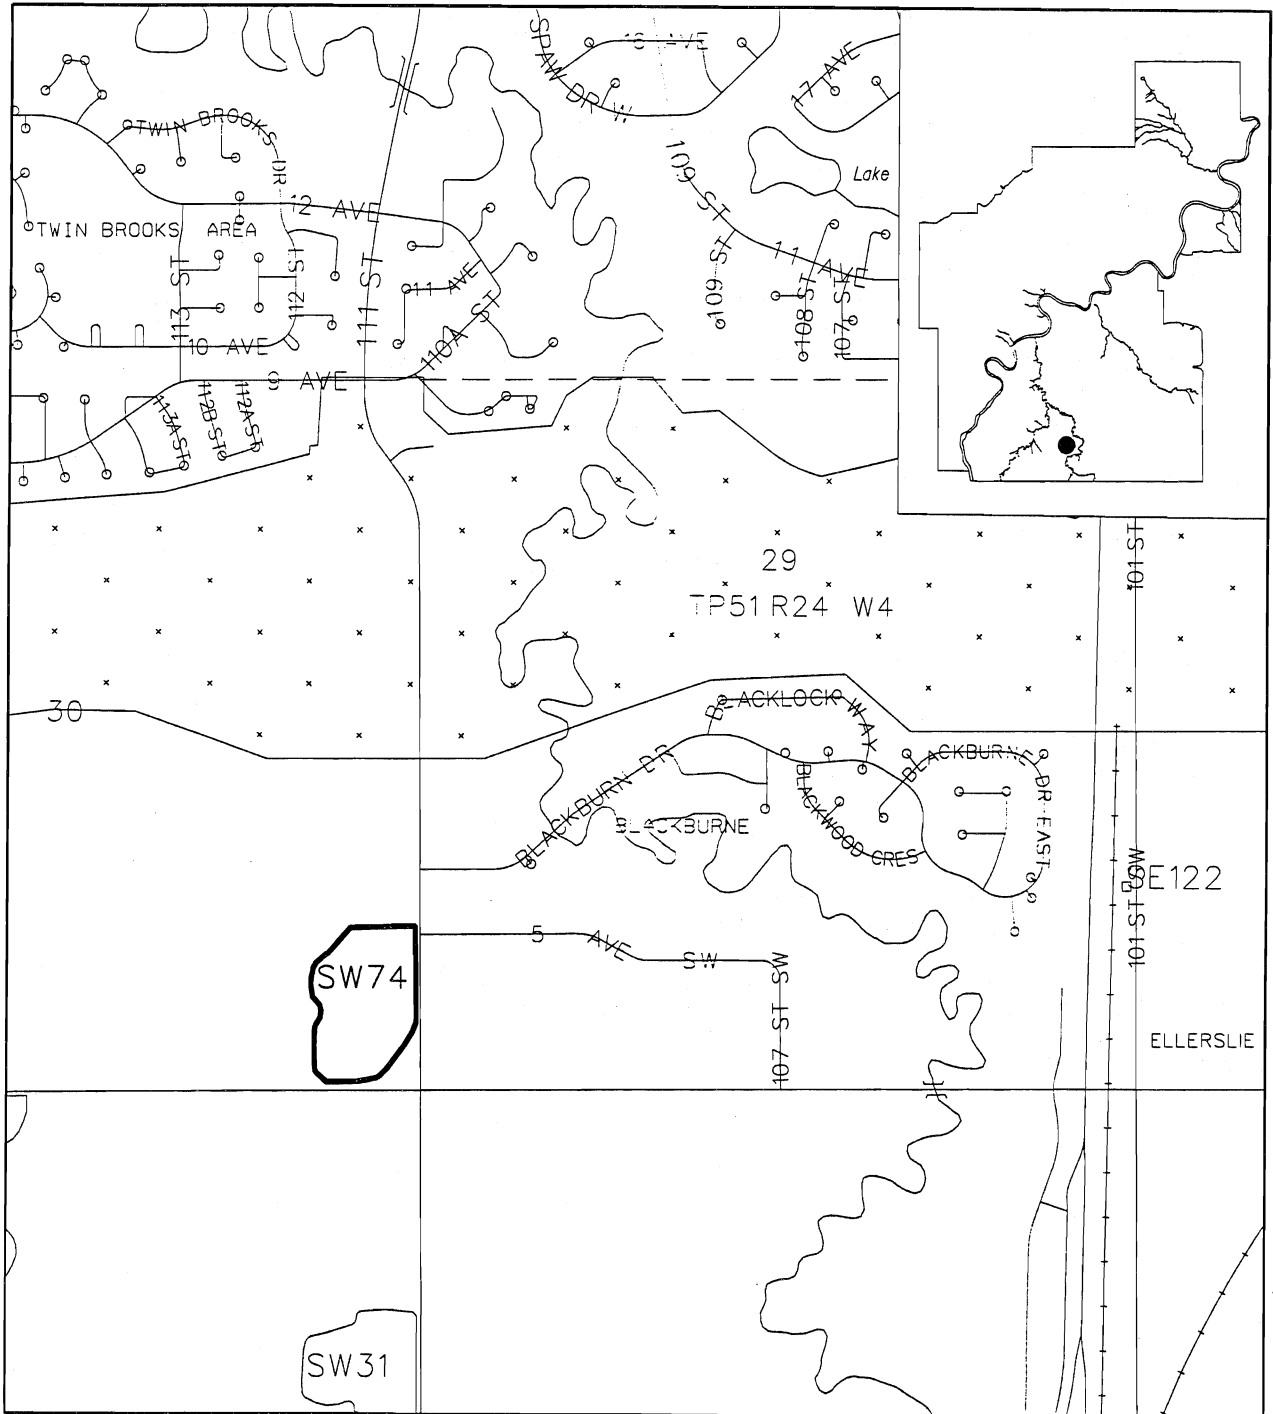 SPAW DR W.
AVE
17 AVE
TWIN BROOKS DR
109 ST
Lake
12 AVE
TWIN BROOKS AREA
109 ST
11 AVE
113 ST
112 ST
111 ST
11 AVE
110A ST
108 ST
107 ST
10 AVE
9 AVE
113A ST
112B ST
112A ST
101 ST
29
TP51 R24 W4
30
BLACKLOCK WAY
BLACKBURN DR
BLACKBURNE DR EAST
BLACKWOOD CRES
BLACKBURNE
SE122
101 ST SW
5 AVE SW
SW74
107 ST SW
ELLERSLIE
SW31